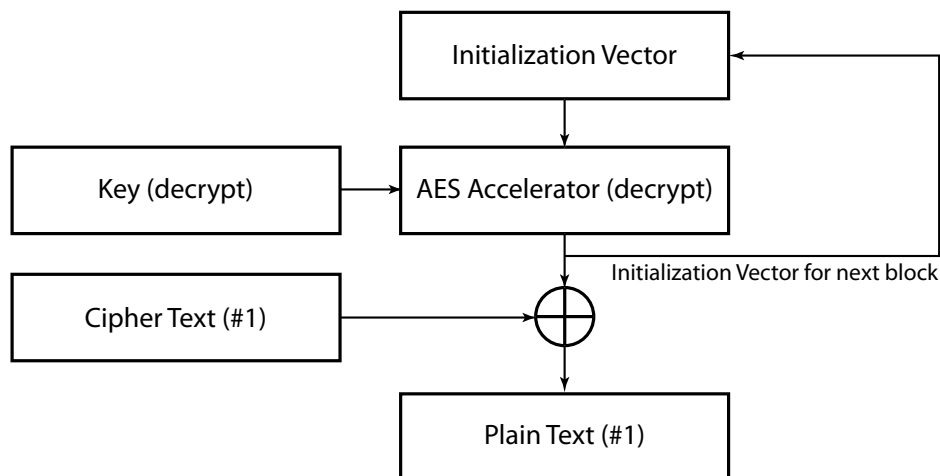 Initialization Vector
Key (decrypt)
AES Accelerator (decrypt)
Initialization Vector for next block
Cipher Text (#1)
Plain Text (#1)